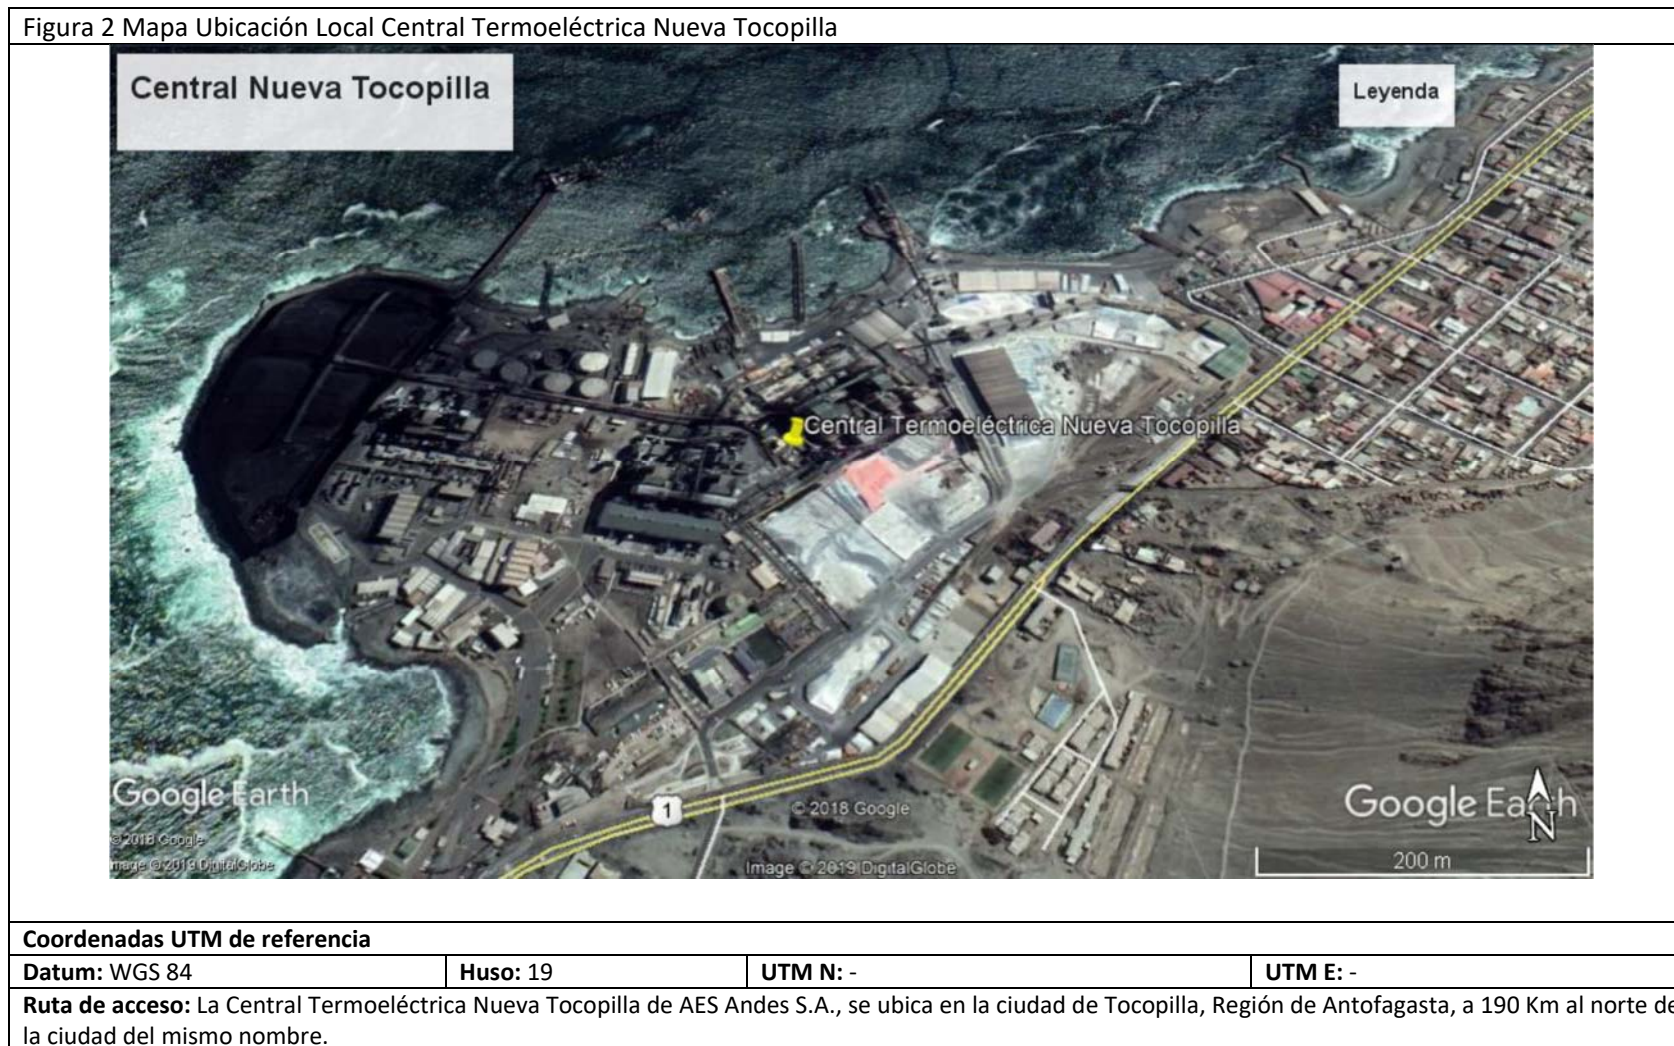 Figura 2 Mapa Ubicación Local Central Termoeléctrica Nueva Tocopilla
Central Nueva Tocopilla
Leyenda
Central Termoeléctrica Nueva Tocopilla
1
Google Earth
© 2018 Google
Image © 2019 DigitalGlobe
© 2018 Google
Image © 2019 DigitalGlobe
Google Earth
N
200 m
Coordenadas UTM de referencia
Datum: WGS 84 Huso: 19 UTM N: - UTM E: -
Ruta de acceso: La Central Termoeléctrica Nueva Tocopilla de AES Andes S.A., se ubica en la ciudad de Tocopilla, Región de Antofagasta, a 190 Km al norte de
la ciudad del mismo nombre.